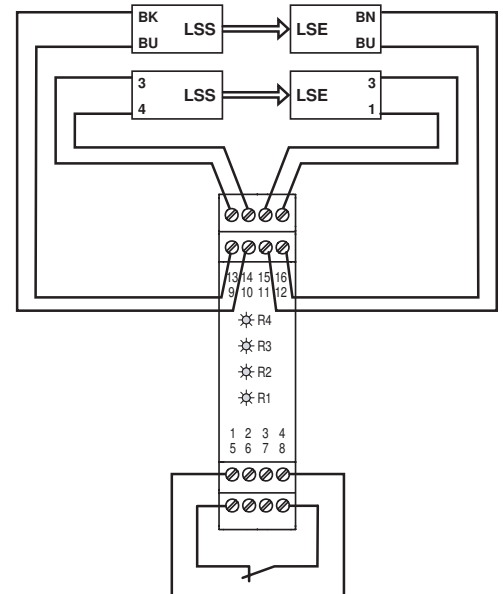 BK LSS LSE BN
BU BU
3 LSS LSE 3
4 1
13 14 15 16
9 10 11 12
R4
R3
R2
R1
1 2 3 4
5 6 7 8